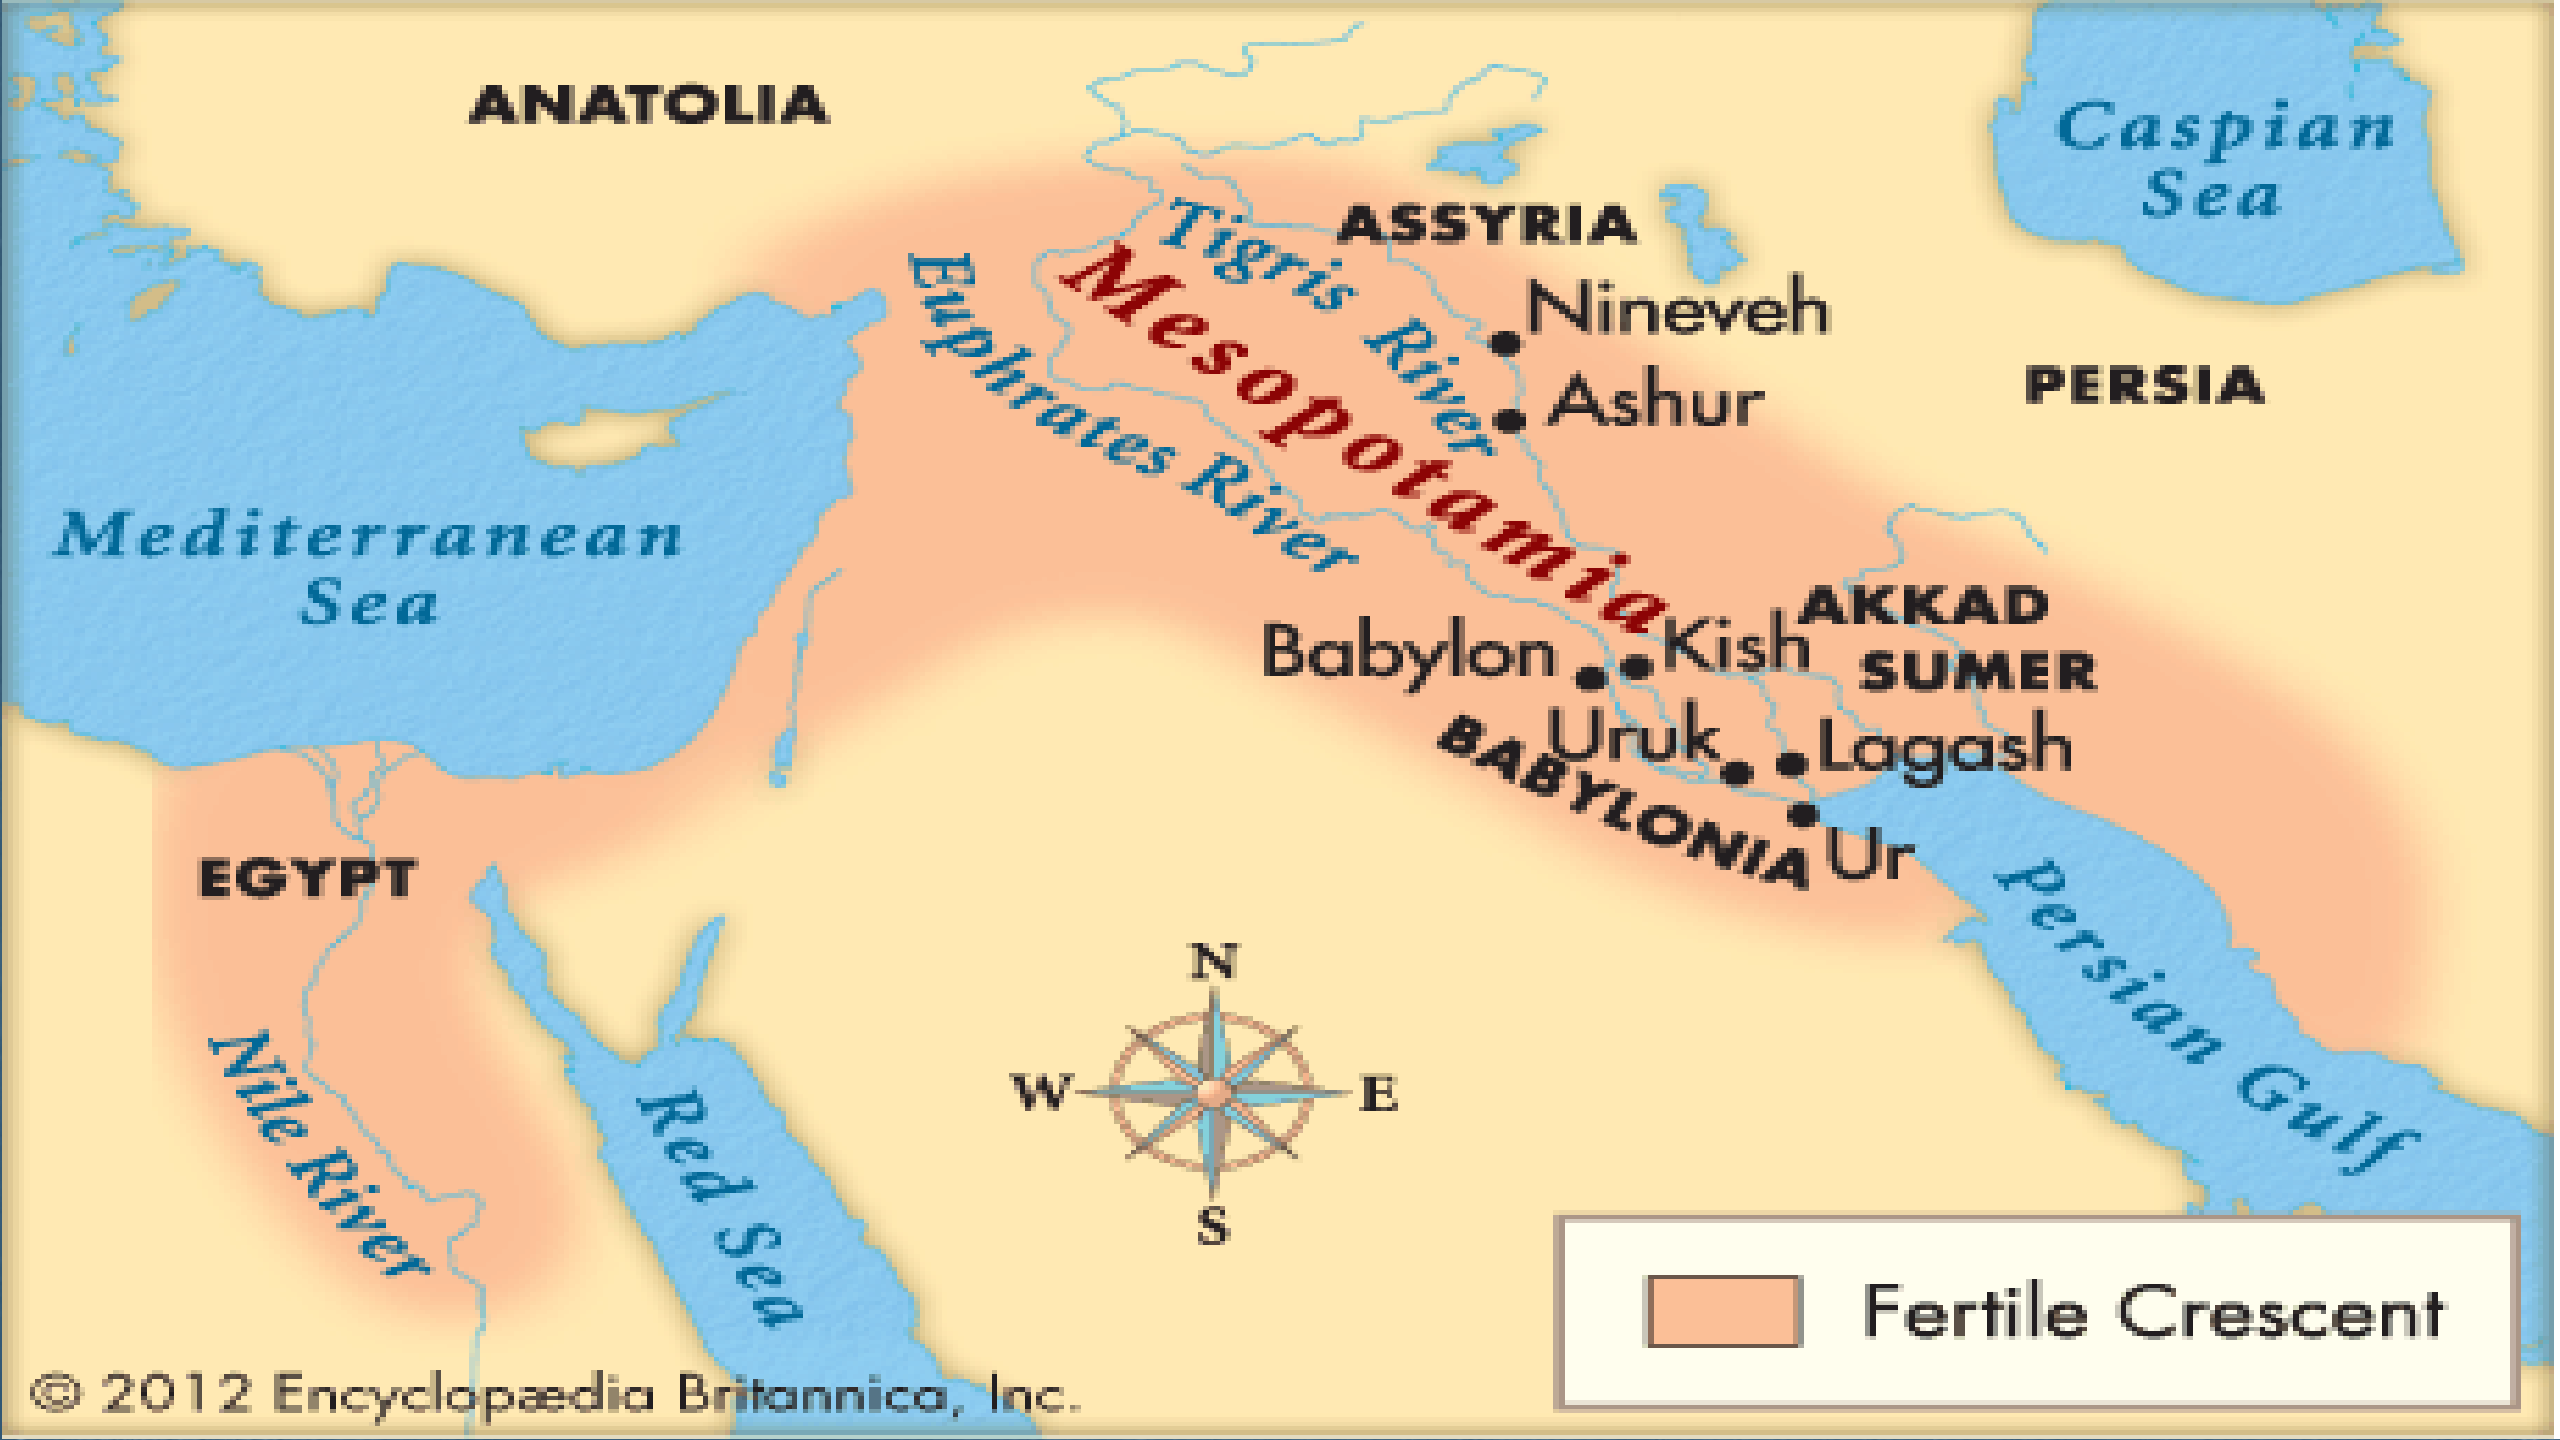 ANATOLIA
Caspian
Sea
Tigris River
ASSYRIA
Mesopotamia
Euphrates River
Nineveh
Ashur
PERSIA
Mediterranean
Sea
AKKAD
Babylon
Kish
SUMER
Uruk
Lagash
BABYLONIA
Ur
EGYPT
Persian Gulf
Nile River
Red Sea
N
W
E
S
Fertile Crescent
© 2012 Encyclopædia Britannica, Inc.